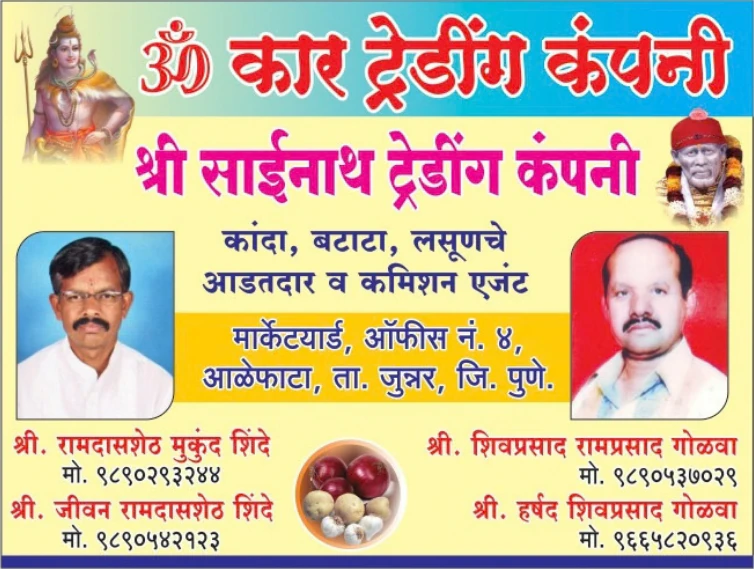 ॐ कार ट्रेडींग कंपनी
श्री साईनाथ ट्रेडींग कंपनी
कांदा, बटाटा, लसूणचे
आडतदार व कमिशन एजंट
मार्केटयार्ड, ऑफीस नं. ४,
आळेफाटा, ता. जुन्नर, जि. पुणे.
श्री. रामदासशेठ मुकुंद शिंदे
मो. ९८९०२९३२४४
श्री. जीवन रामदासशेठ शिंदे
मो. ९८९०५४२१२३
श्री. शिवप्रसाद रामप्रसाद गोळवा
मो. ९८९०५३७०२९
श्री. हर्षद शिवप्रसाद गोळवा
मो. ९६६५८२०९३६